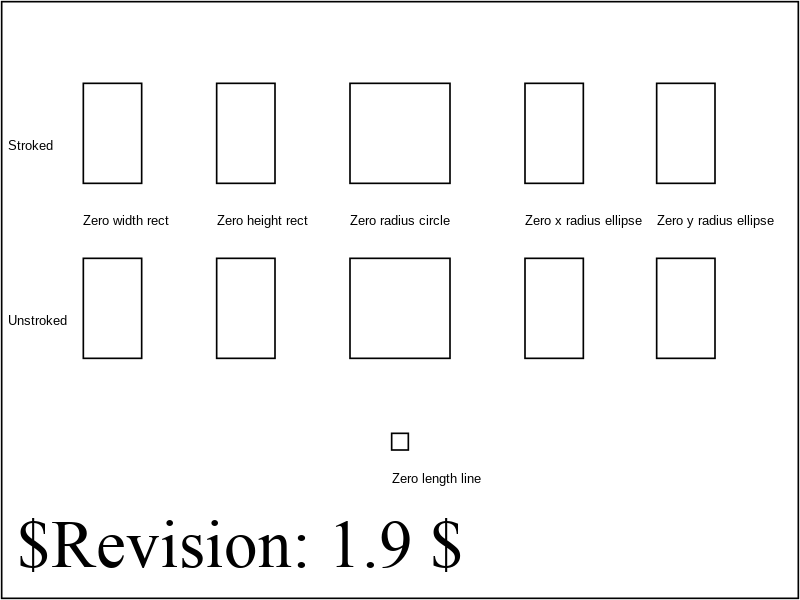 Stroked
Zero width rect
Zero height rect
Zero radius circle
Zero x radius ellipse
Zero y radius ellipse
Unstroked
Zero length line
$Revision: 1.9 $